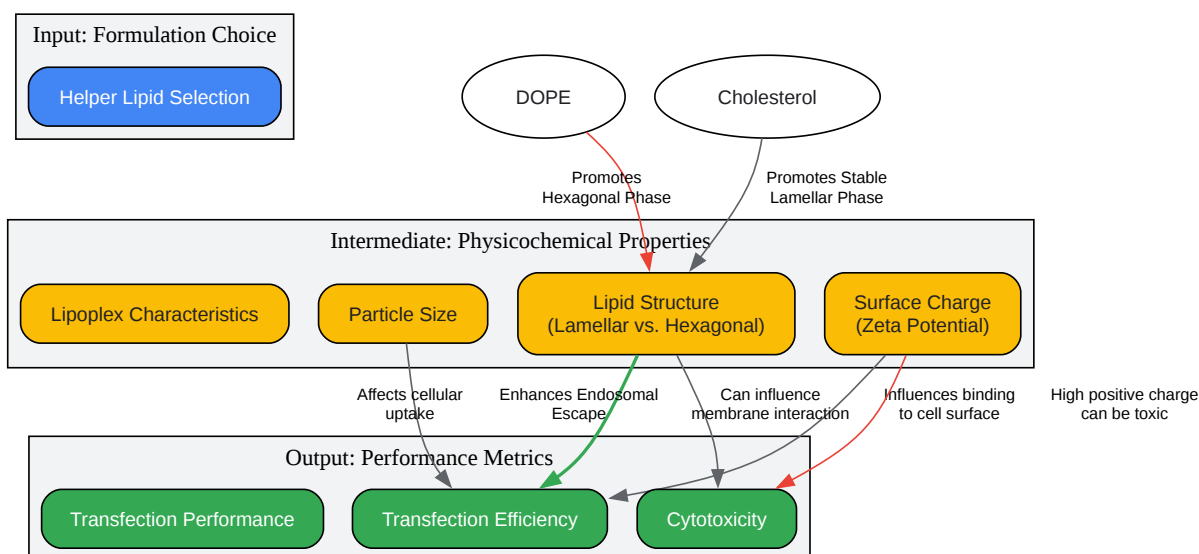 Input: Formulation Choice
Helper Lipid Selection
DOPE
Cholesterol
Promotes
Hexagonal Phase
Promotes Stable
Lamellar Phase
Intermediate: Physicochemical Properties
Lipoplex Characteristics
Particle Size
Lipid Structure
(Lamellar vs. Hexagonal)
Surface Charge
(Zeta Potential)
Affects cellular
uptake
Enhances Endosomal
Escape
Can influence
membrane interaction
Influences binding
to cell surface
High positive charge
can be toxic
Output: Performance Metrics
Transfection Performance
Transfection Efficiency
Cytotoxicity